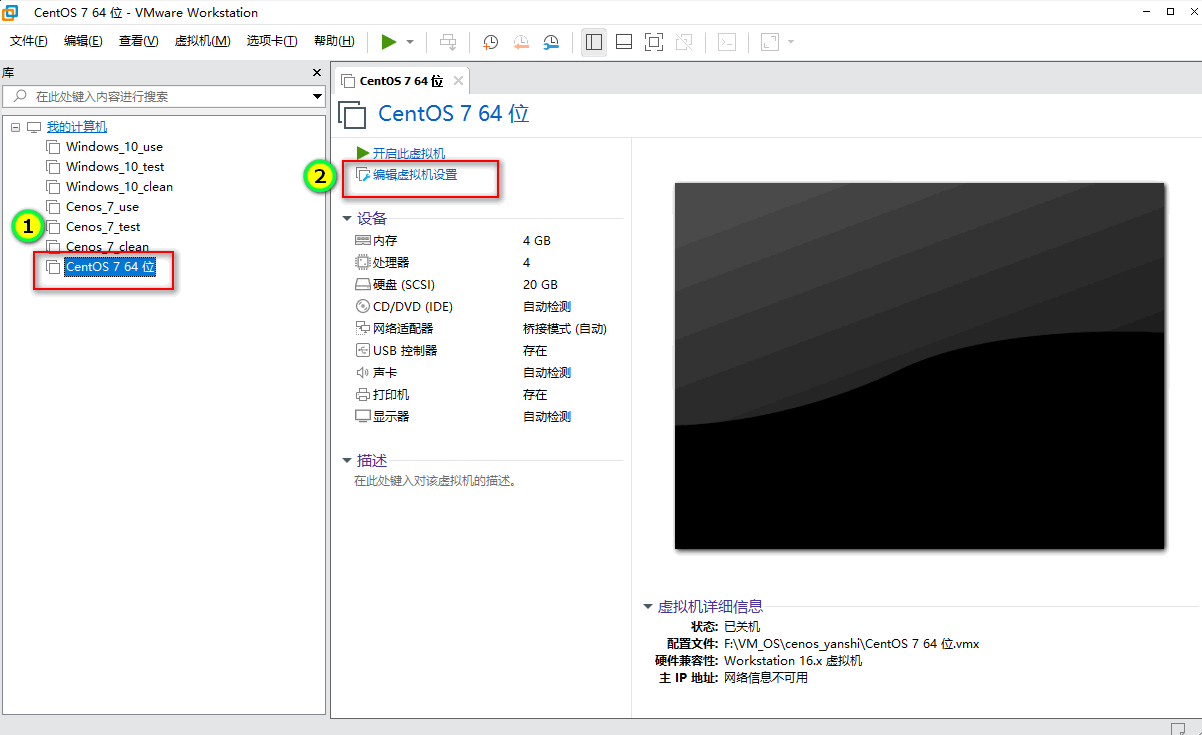 CentOS 7 64 位 - VMware Workstation
文件(F) 编辑(E) 查看(V) 虚拟机(M) 选项卡(T) 帮助(H)
库
在此处键入内容进行搜索
我的计算机
Windows_10_use
Windows_10_test
Windows_10_clean
Cenos_7_use
1
Cenos_7_test
Cenos_7_clean
CentOS 7 64 位
CentOS 7 64 位
CentOS 7 64 位
开启此虚拟机
2
编辑虚拟机设置
设备
内存 4 GB
处理器 4
硬盘 (SCSI) 20 GB
CD/DVD (IDE) 自动检测
网络适配器 桥接模式 (自动)
USB 控制器 存在
声卡 自动检测
打印机 存在
显示器 自动检测
描述
在此处键入对该虚拟机的描述。
虚拟机详细信息
状态: 已关机
配置文件: F:\VM_OS\cenos_yanshi\CentOS 7 64 位.vmx
硬件兼容性: Workstation 16.x 虚拟机
主 IP 地址: 网络信息不可用